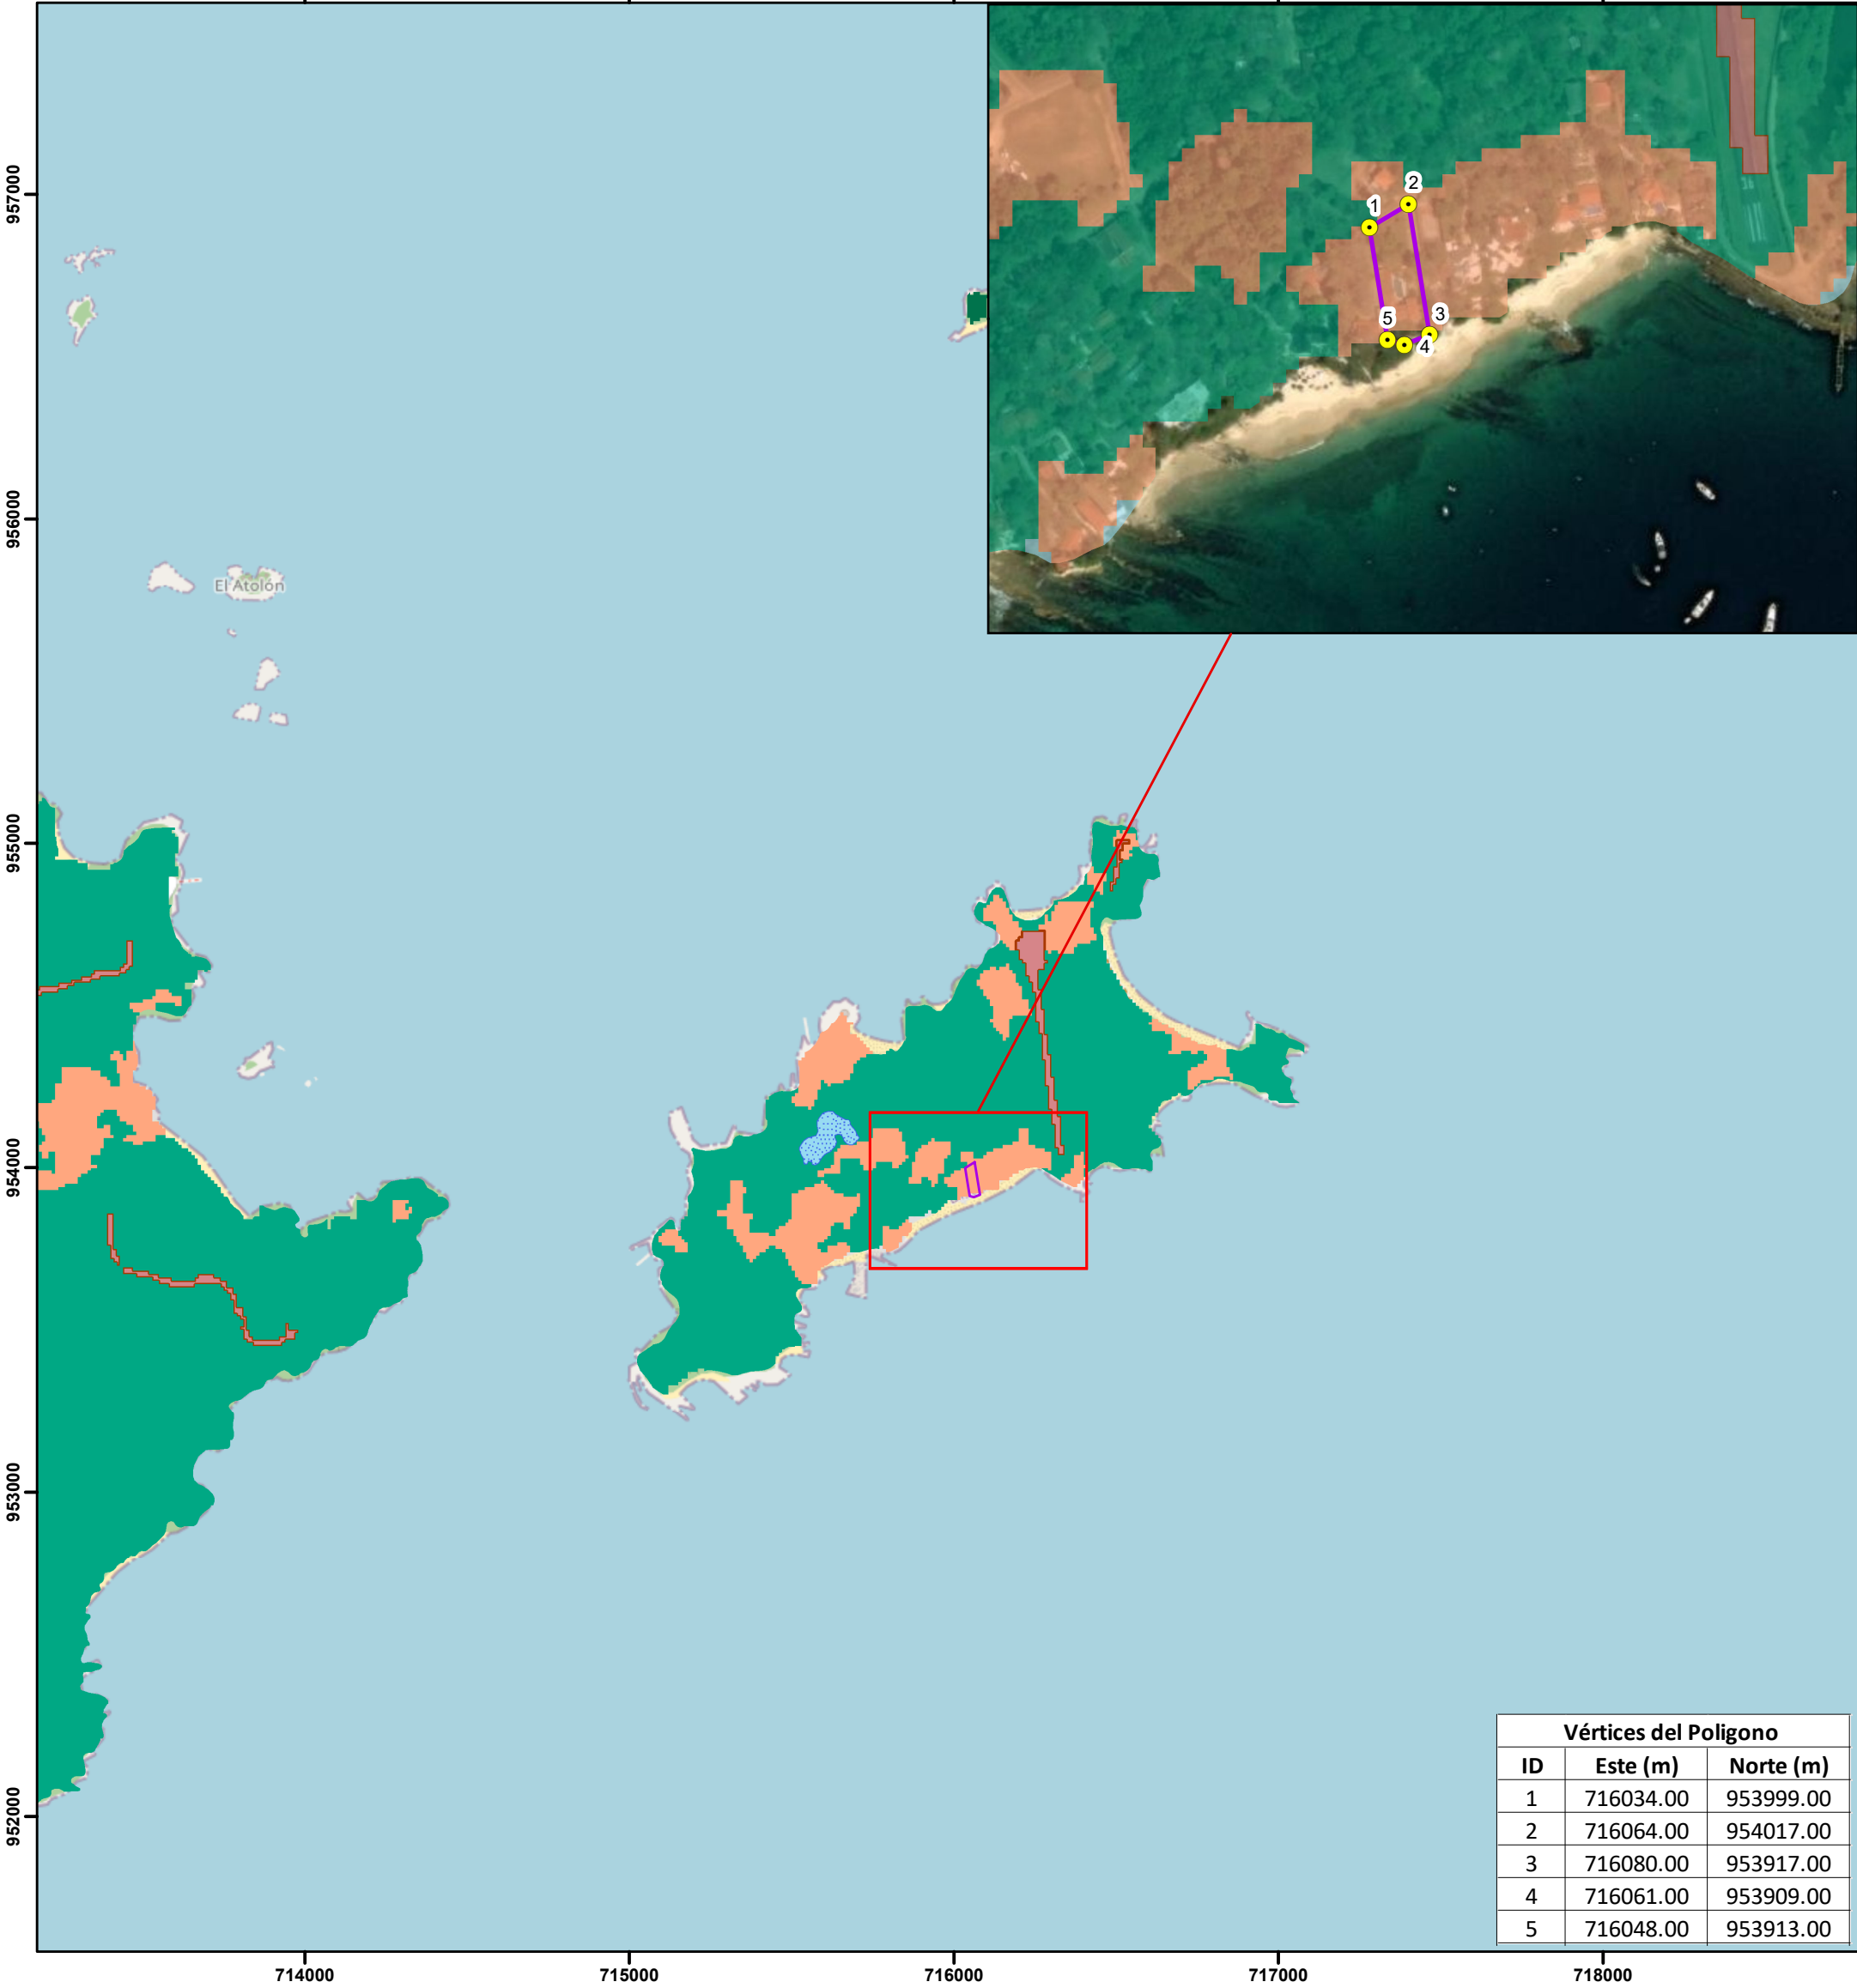 2
1
3
5
4
957000
956000
El Atolón
955000
954000
953000
952000
Vértices del Poligono
ID Este (m) Norte (m)
1 716034.00 953999.00
2 716064.00 954017.00
3 716080.00 953917.00
4 716061.00 953909.00
5 716048.00 953913.00
714000 715000 716000 717000 718000